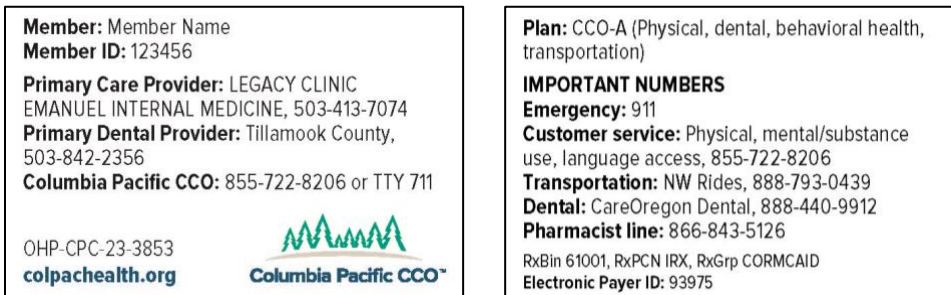 Member: Member Name
Member ID: 123456
Primary Care Provider: LEGACY CLINIC
EMANUEL INTERNAL MEDICINE, 503-413-7074
Primary Dental Provider: Tillamook County,
503-842-2356
Columbia Pacific CCO: 855-722-8206 or TTY 711
OHP-CPC-23-3853
colpachealth.org
Columbia Pacific CCO™
Plan: CCO-A (Physical, dental, behavioral health,
transportation)
IMPORTANT NUMBERS
Emergency: 911
Customer service: Physical, mental/substance
use, language access, 855-722-8206
Transportation: NW Rides, 888-793-0439
Dental: CareOregon Dental, 888-440-9912
Pharmacist line: 866-843-5126
RxBin 61001, RxPCN IRX, RxGrp CORMCAID
Electronic Payer ID: 93975